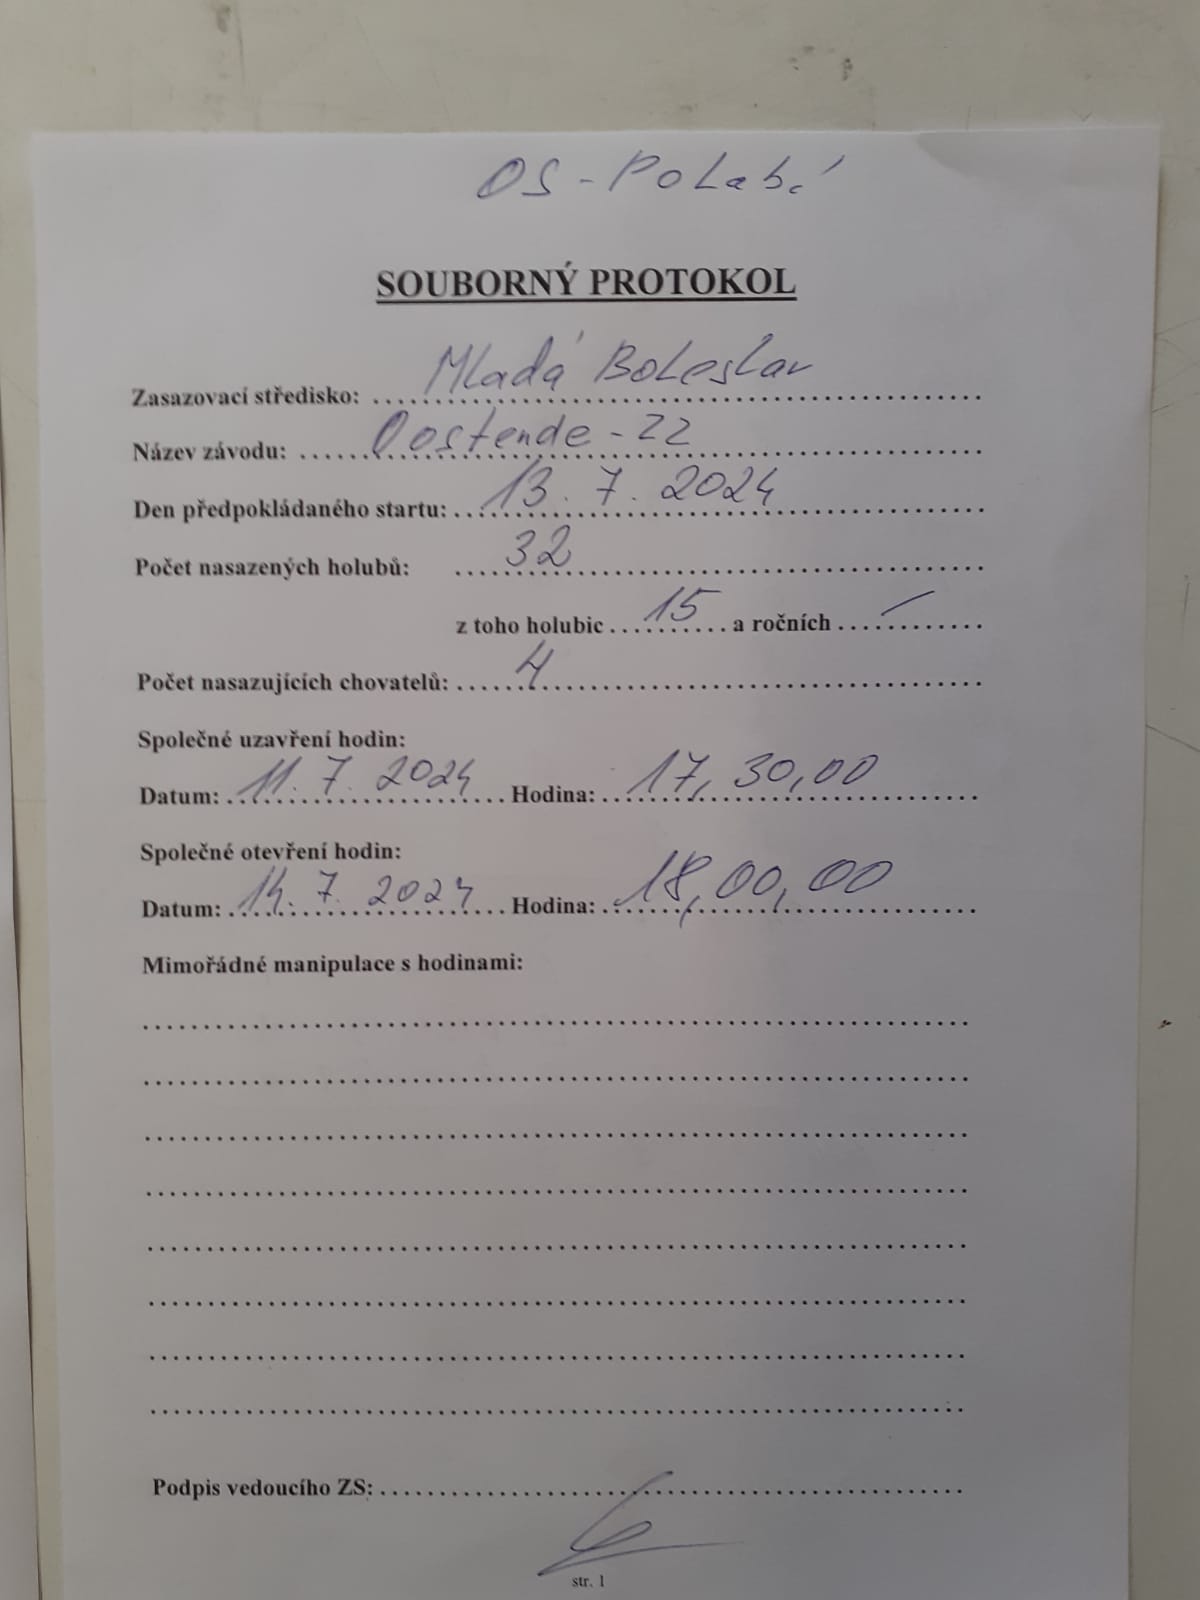 OS - Polabí
SOUBORNÝ PROTOKOL
Zasazovací středisko: Mladá Boleslav
Název závodu: Oostende - 22
Den předpokládaného startu: 13. 7. 2024
Počet nasazených holubů: 32
z toho holubic 15 a ročních /
Počet nasazujících chovatelů: 4
Společné uzavření hodin:
Datum: 11. 7. 2024 Hodina: 17,30,00
Společné otevření hodin:
Datum: 14. 7. 2024 Hodina: 18,00,00
Mimořádné manipulace s hodinami:
Podpis vedoucího ZS:
str. 1